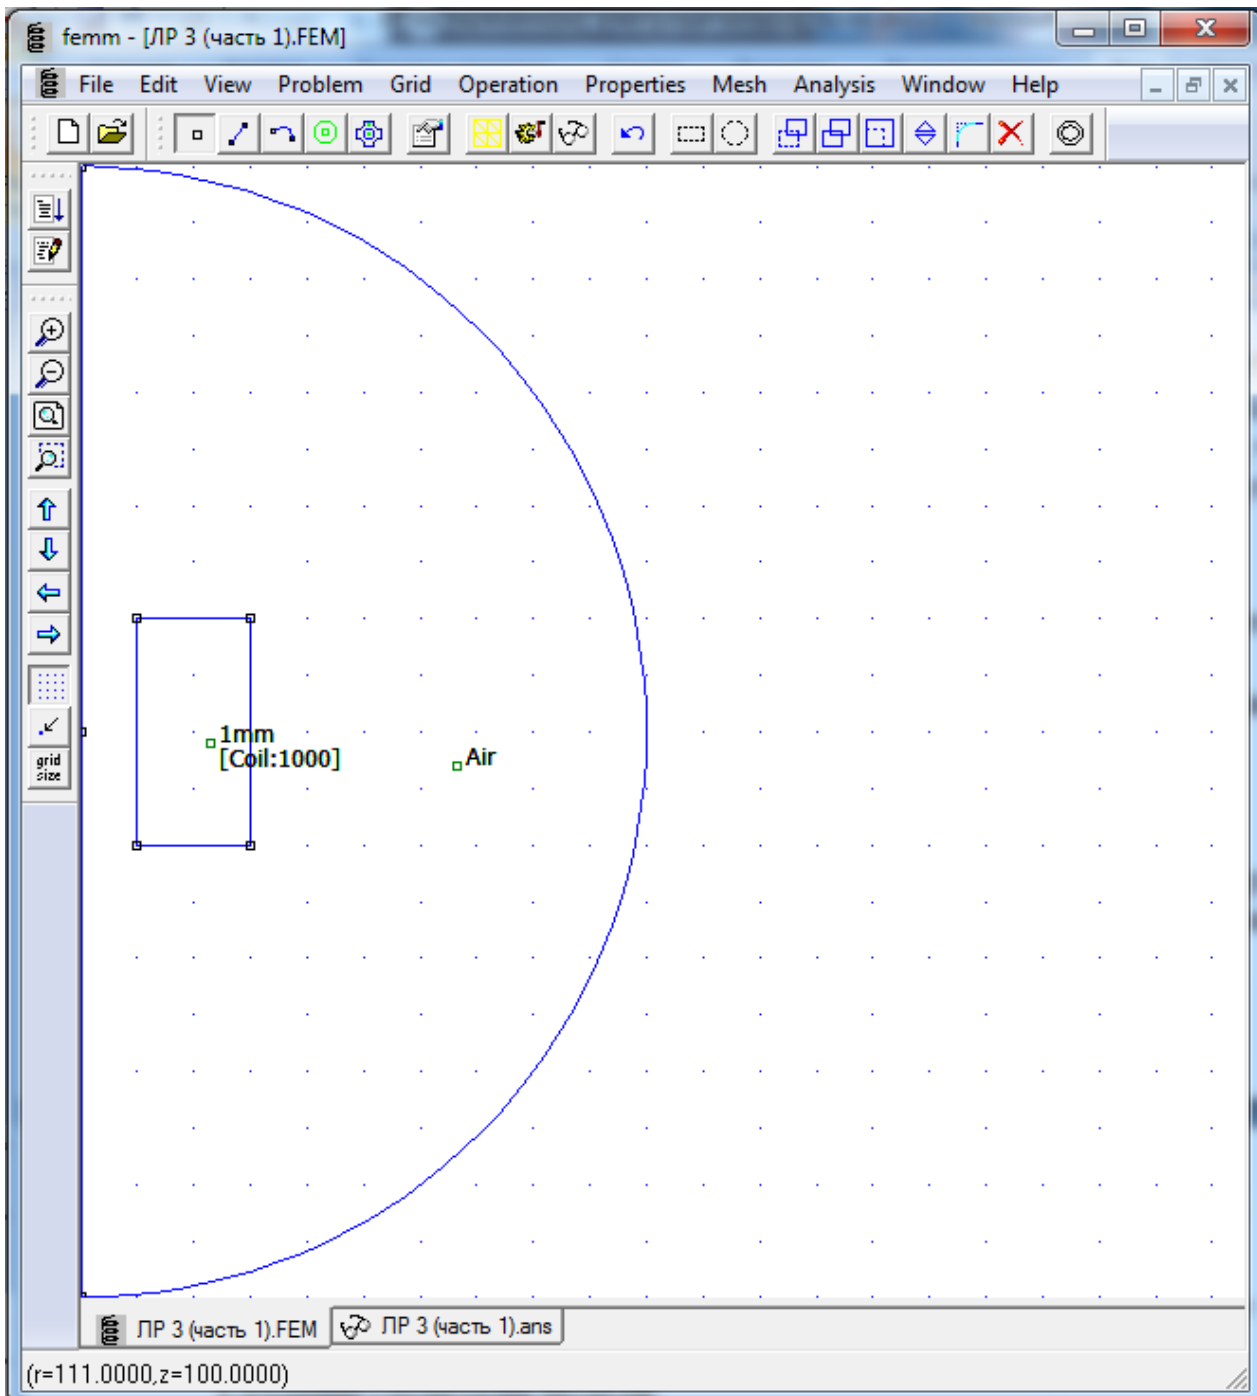 femm - [ЛР 3 (часть 1).FEM]
File Edit View Problem Grid Operation Properties Mesh Analysis Window Help
grid
size
1mm
[Coil:1000]
Air
ЛР 3 (часть 1).FEM ЛР 3 (часть 1).ans
(r=111.0000,z=100.0000)